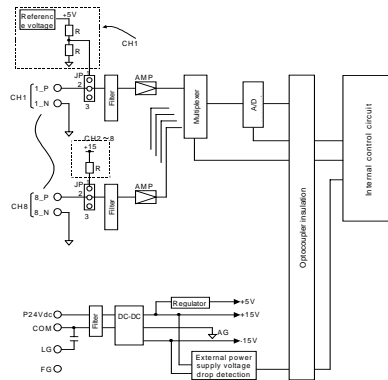 Referenc
e voltage
+5V
R
R
CH1
JP
1
2
3
AMP
1_P
CH1
1_N
Filter
Multiplexer
A/D
Optocoupler insulation
Internal control circuit
CH2～8
+15
R
JP
1
2
3
AMP
8_P
CH8
8_N
Filter
P24Vdc
COM
LG
FG
Filter
DC-DC
Regulator
+5V
+15V
AG
-15V
External power
supply voltage
drop detection